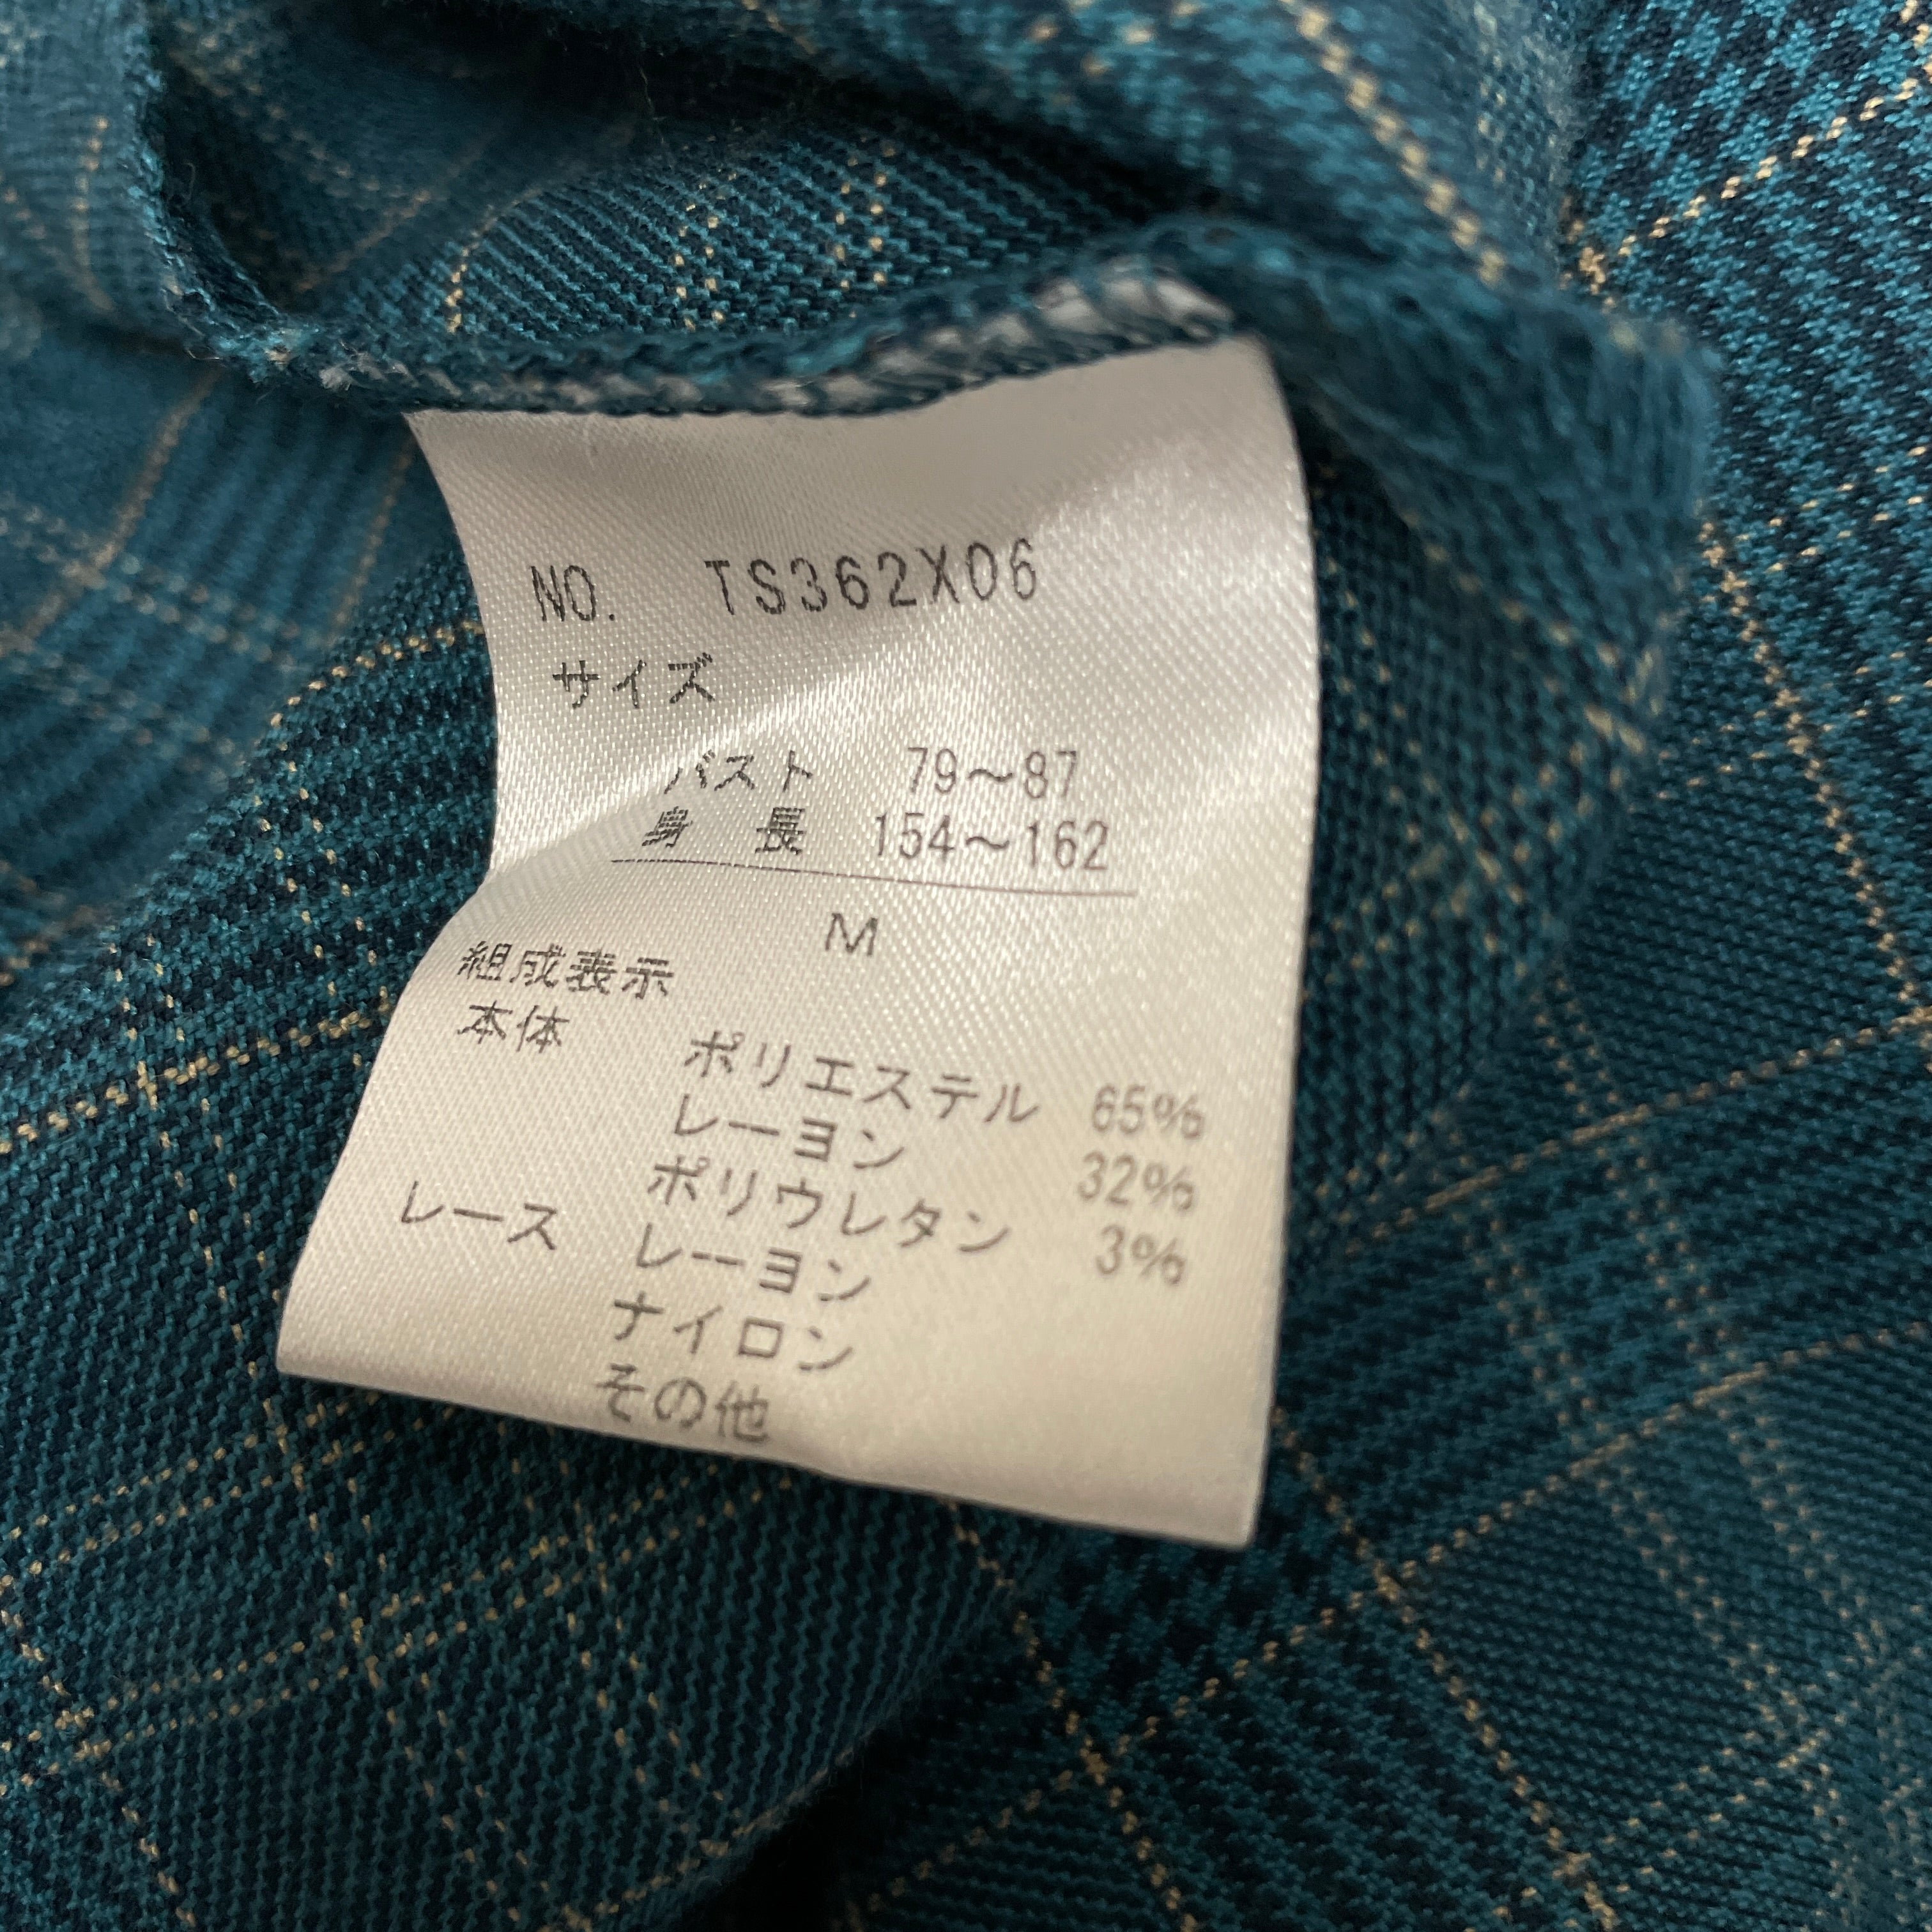 NO. TS362X06
サイズ
バスト 79～87
身 長 154～162
M
組成表示
本体 ポリエステル 65%
レーヨン 32%
ポリウレタン 3%
レース レーヨン
ナイロン
その他